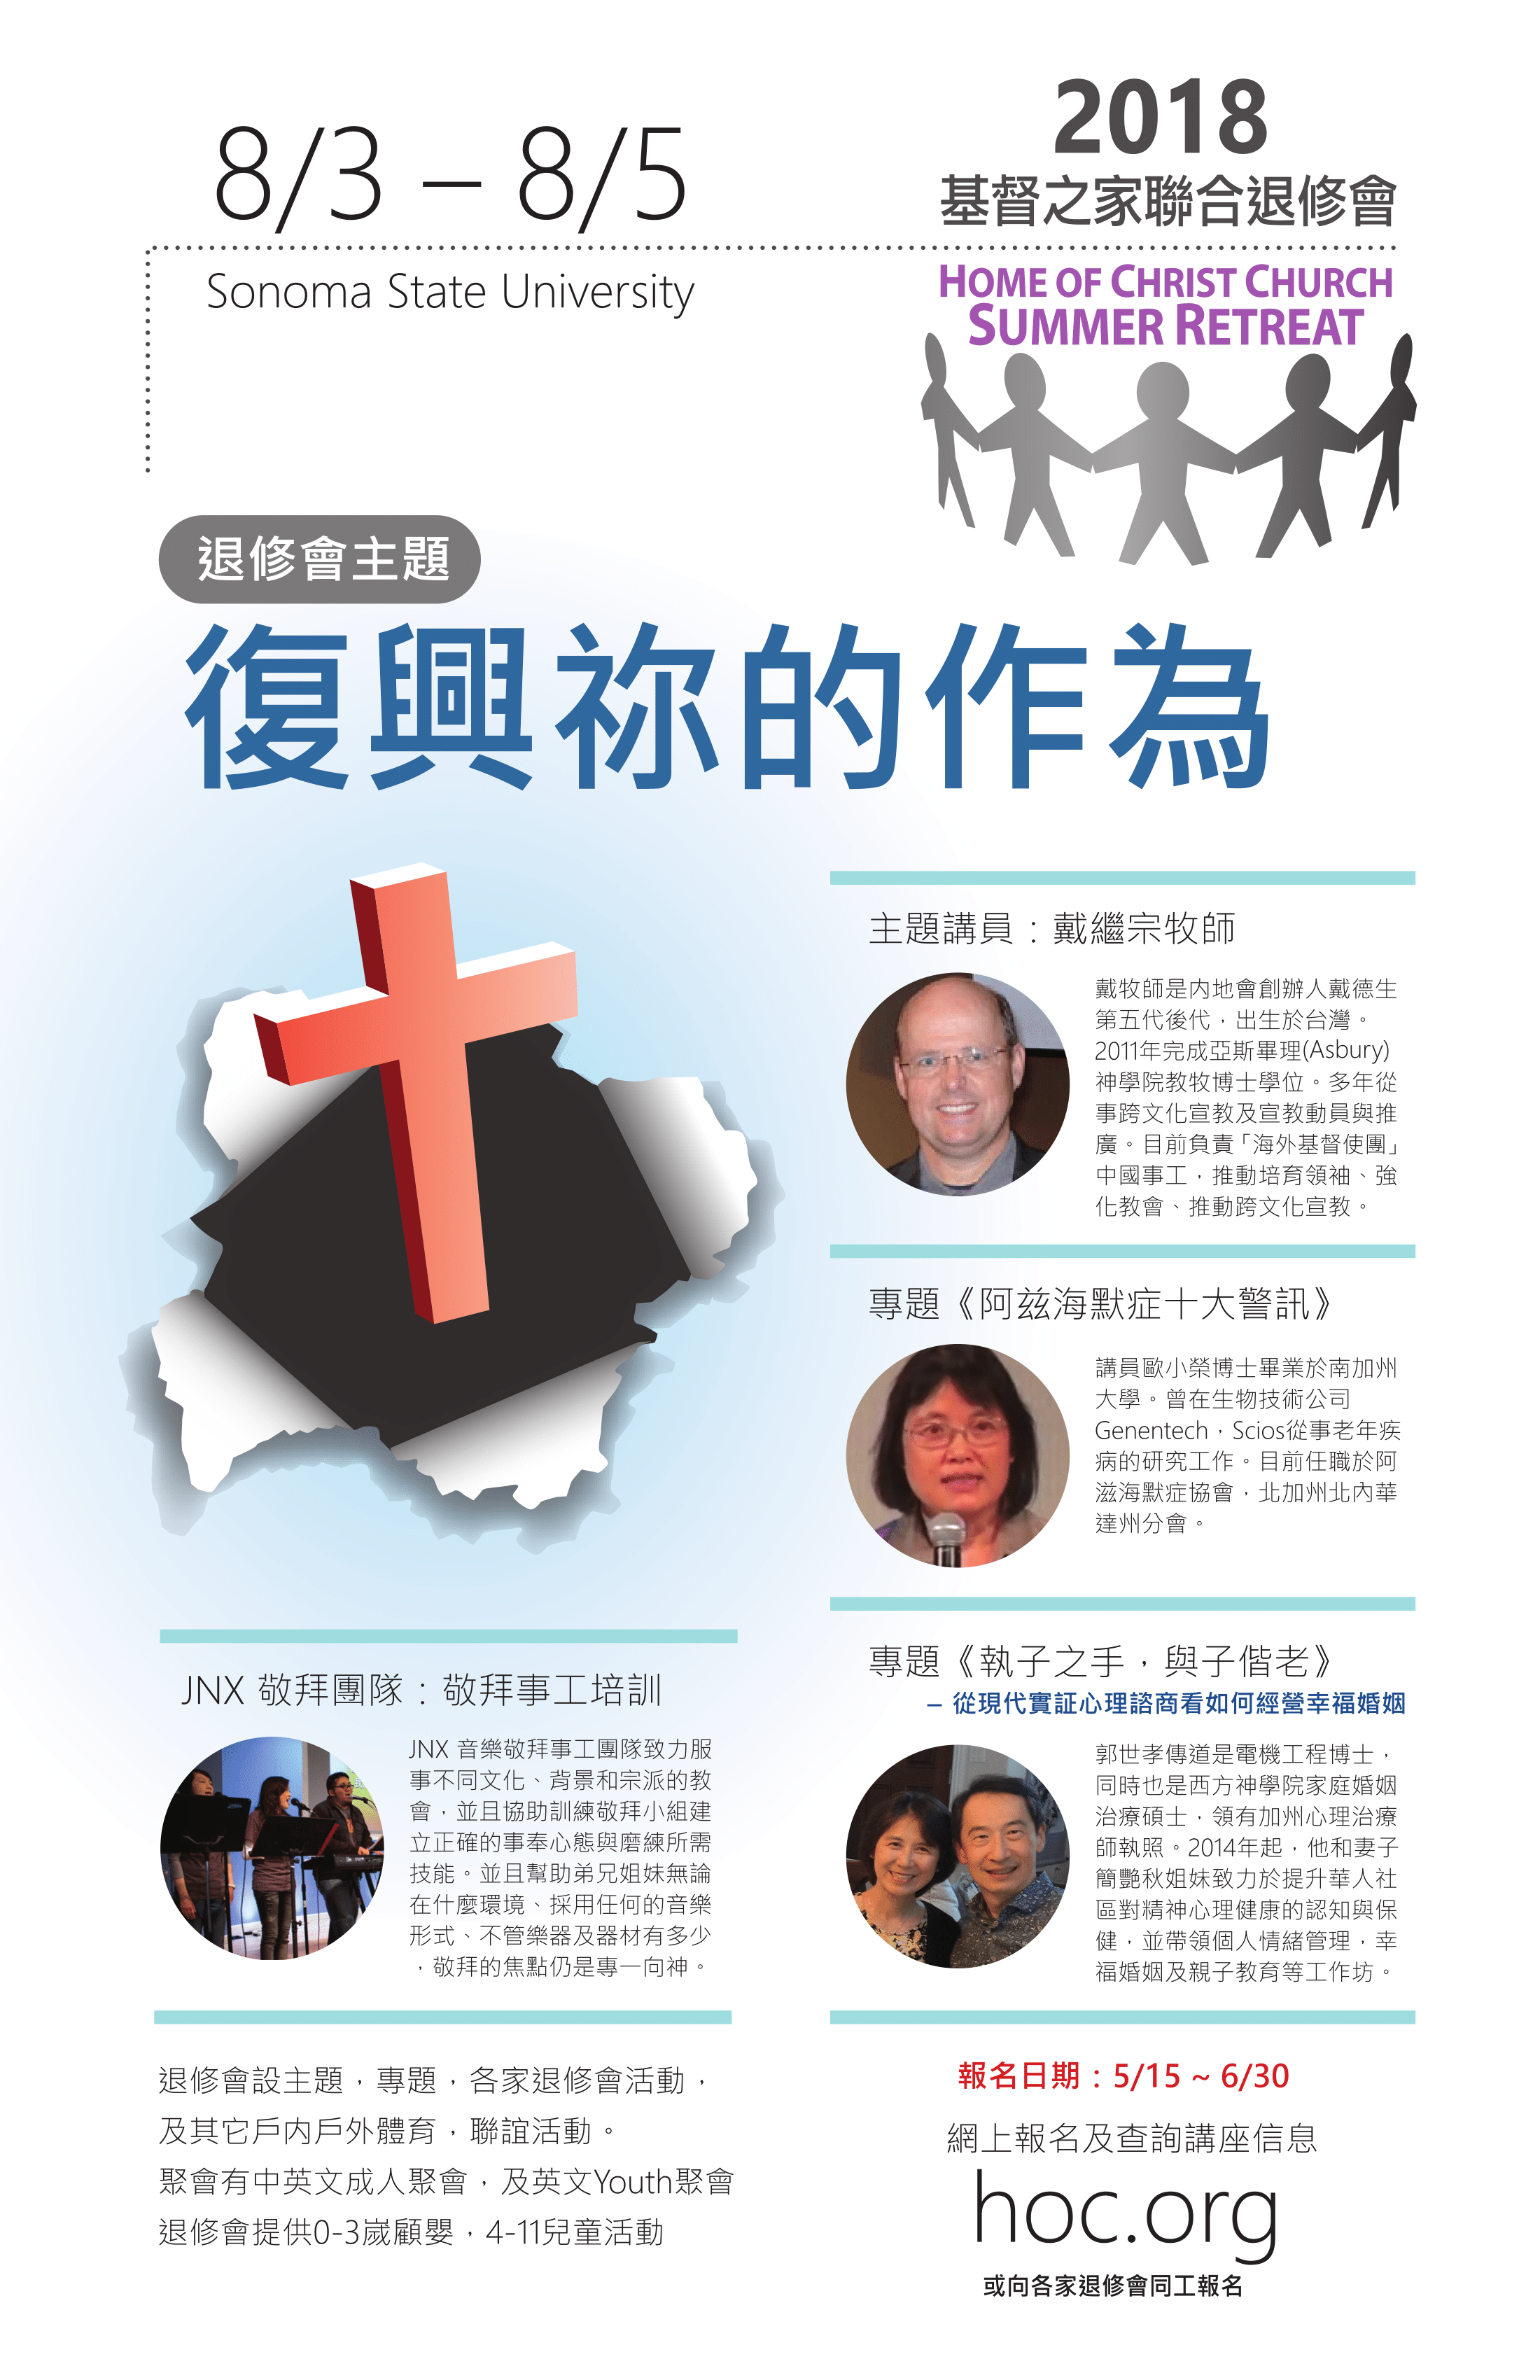 8/3 – 8/5
Sonoma State University
2018
基督之家聯合退修會
HOME OF CHRIST CHURCH
SUMMER RETREAT
退修會主題
復興祢的作為
主題講員：戴繼宗牧師
戴牧師是内地會創辦人戴德生
第五代後代，出生於台灣。
2011年完成亞斯畢理(Asbury)
神學院教牧博士學位。多年從
事跨文化宣教及宣教動員與推
廣。目前負責「海外基督使團」
中國事工，推動培育領袖、強
化教會、推動跨文化宣教。
專題《阿兹海默症十大警訊》
講員歐小榮博士畢業於南加州
大學。曾在生物技術公司
Genentech，Scios從事老年疾
病的研究工作。目前任職於阿
滋海默症協會，北加州北內華
達州分會。
專題《執子之手，與子偕老》
– 從現代實証心理諮商看如何經營幸福婚姻
郭世孝傳道是電機工程博士，
同時也是西方神學院家庭婚姻
治療碩士，領有加州心理治療
師執照。2014年起，他和妻子
簡艷秋姐妹致力於提升華人社
區對精神心理健康的認知與保
健，並帶領個人情緒管理，幸
福婚姻及親子教育等工作坊。
JNX 敬拜團隊：敬拜事工培訓
JNX 音樂敬拜事工團隊致力服
事不同文化、背景和宗派的教
會，並且協助訓練敬拜小組建
立正確的事奉心態與磨練所需
技能。並且幫助弟兄姐妹無論
在什麼環境、採用任何的音樂
形式、不管樂器及器材有多少
，敬拜的焦點仍是專一向神。
退修會設主題，專題，各家退修會活動，
及其它戶内戶外體育，聯誼活動。
聚會有中英文成人聚會，及英文Youth聚會
退修會提供0-3嵗顧嬰，4-11兒童活動
報名日期：5/15 ~ 6/30
網上報名及查詢講座信息
hoc.org
或向各家退修會同工報名